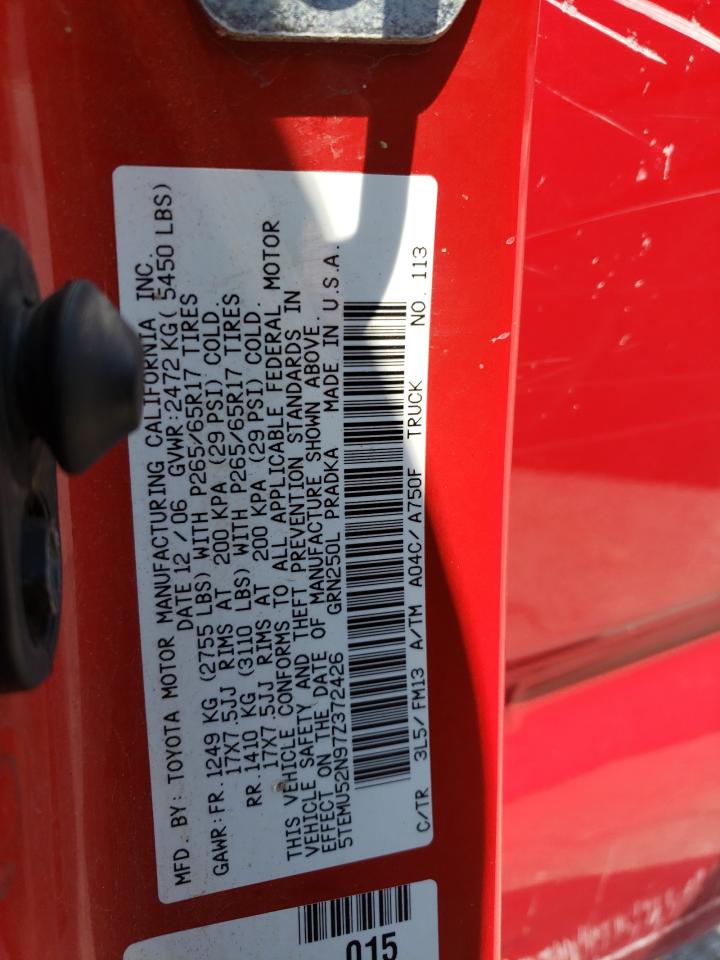 MFD. BY: TOYOTA MOTOR MANUFACTURING CALIFORNIA INC.
DATE 12 / 06 GVWR:2472 KG( 5450 LBS)
GAWR:FR. 1249 KG (2755 LBS) WITH P265/65R17 TIRES
17X7.5JJ RIMS AT 200 KPA (29 PSI) COLD.
RR.1410 KG (3110 LBS) WITH P265/65R17 TIRES
17X7.5JJ RIMS AT 200 KPA (29 PSI) COLD.
THIS VEHICLE CONFORMS TO ALL APPLICABLE FEDERAL MOTOR
VEHICLE SAFETY AND THEFT PREVENTION STANDARDS IN
EFFECT ON THE DATE OF MANUFACTURE SHOWN ABOVE.
5TEMU52N97Z372426 GRN250L PRADKA MADE IN U.S.A.
C/TR 3L5/ FM13 A/TM A04C/ A750F TRUCK NO. 113
015